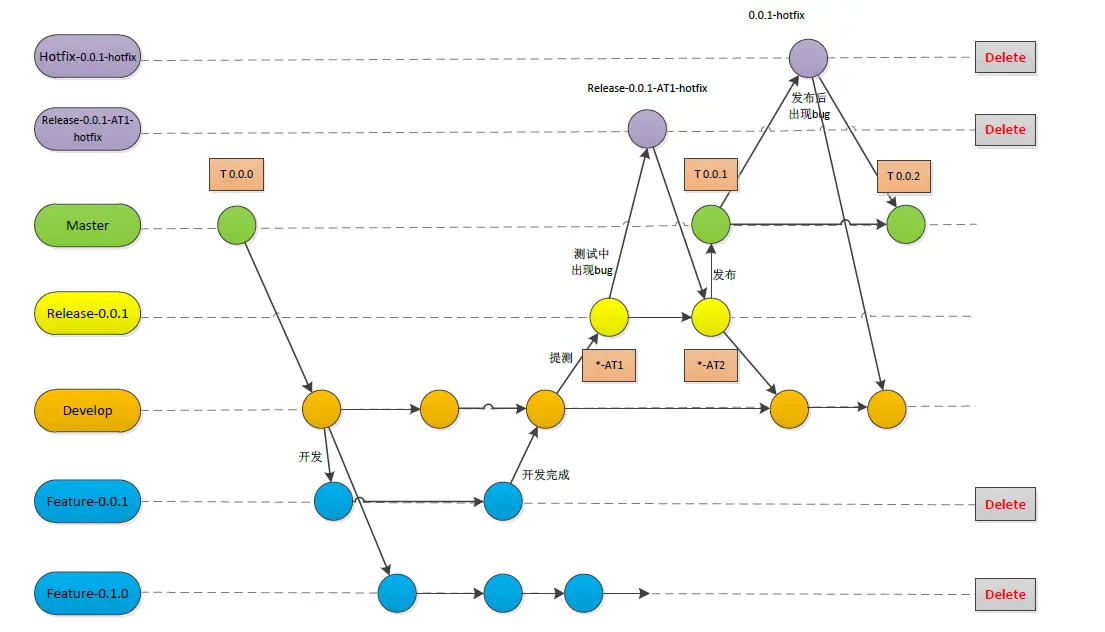 0.0.1-hotfix
Hotfix-0.0.1-hotfix
Delete
Release-0.0.1-AT1-hotfix
发布后
出现bug
Release-0.0.1-AT1-
hotfix
Delete
T 0.0.0
T 0.0.1
T 0.0.2
Master
测试中
出现bug
发布
Release-0.0.1
提测
*-AT1
*-AT2
Develop
开发
开发完成
Feature-0.0.1
Delete
Feature-0.1.0
Delete